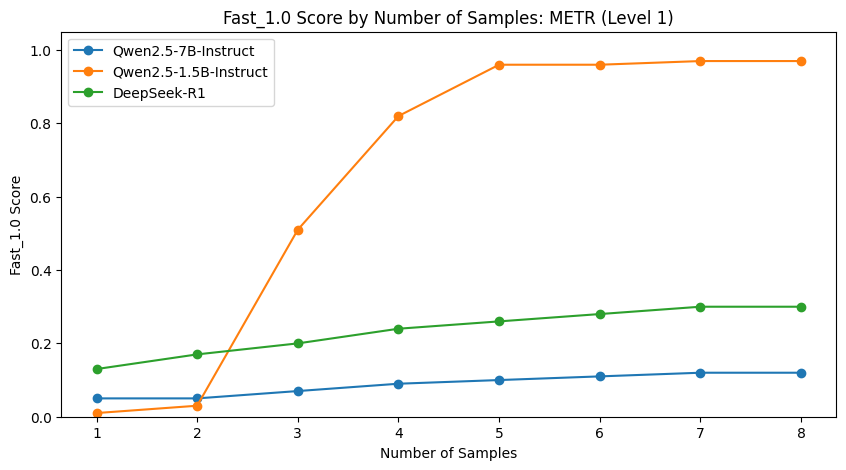 Fast_1.0 Score by Number of Samples: METR (Level 1)
Qwen2.5-7B-Instruct
Qwen2.5-1.5B-Instruct
DeepSeek-R1
Fast_1.0 Score
1.0
0.8
0.6
0.4
0.2
0.0
1 2 3 4 5 6 7 8
Number of Samples